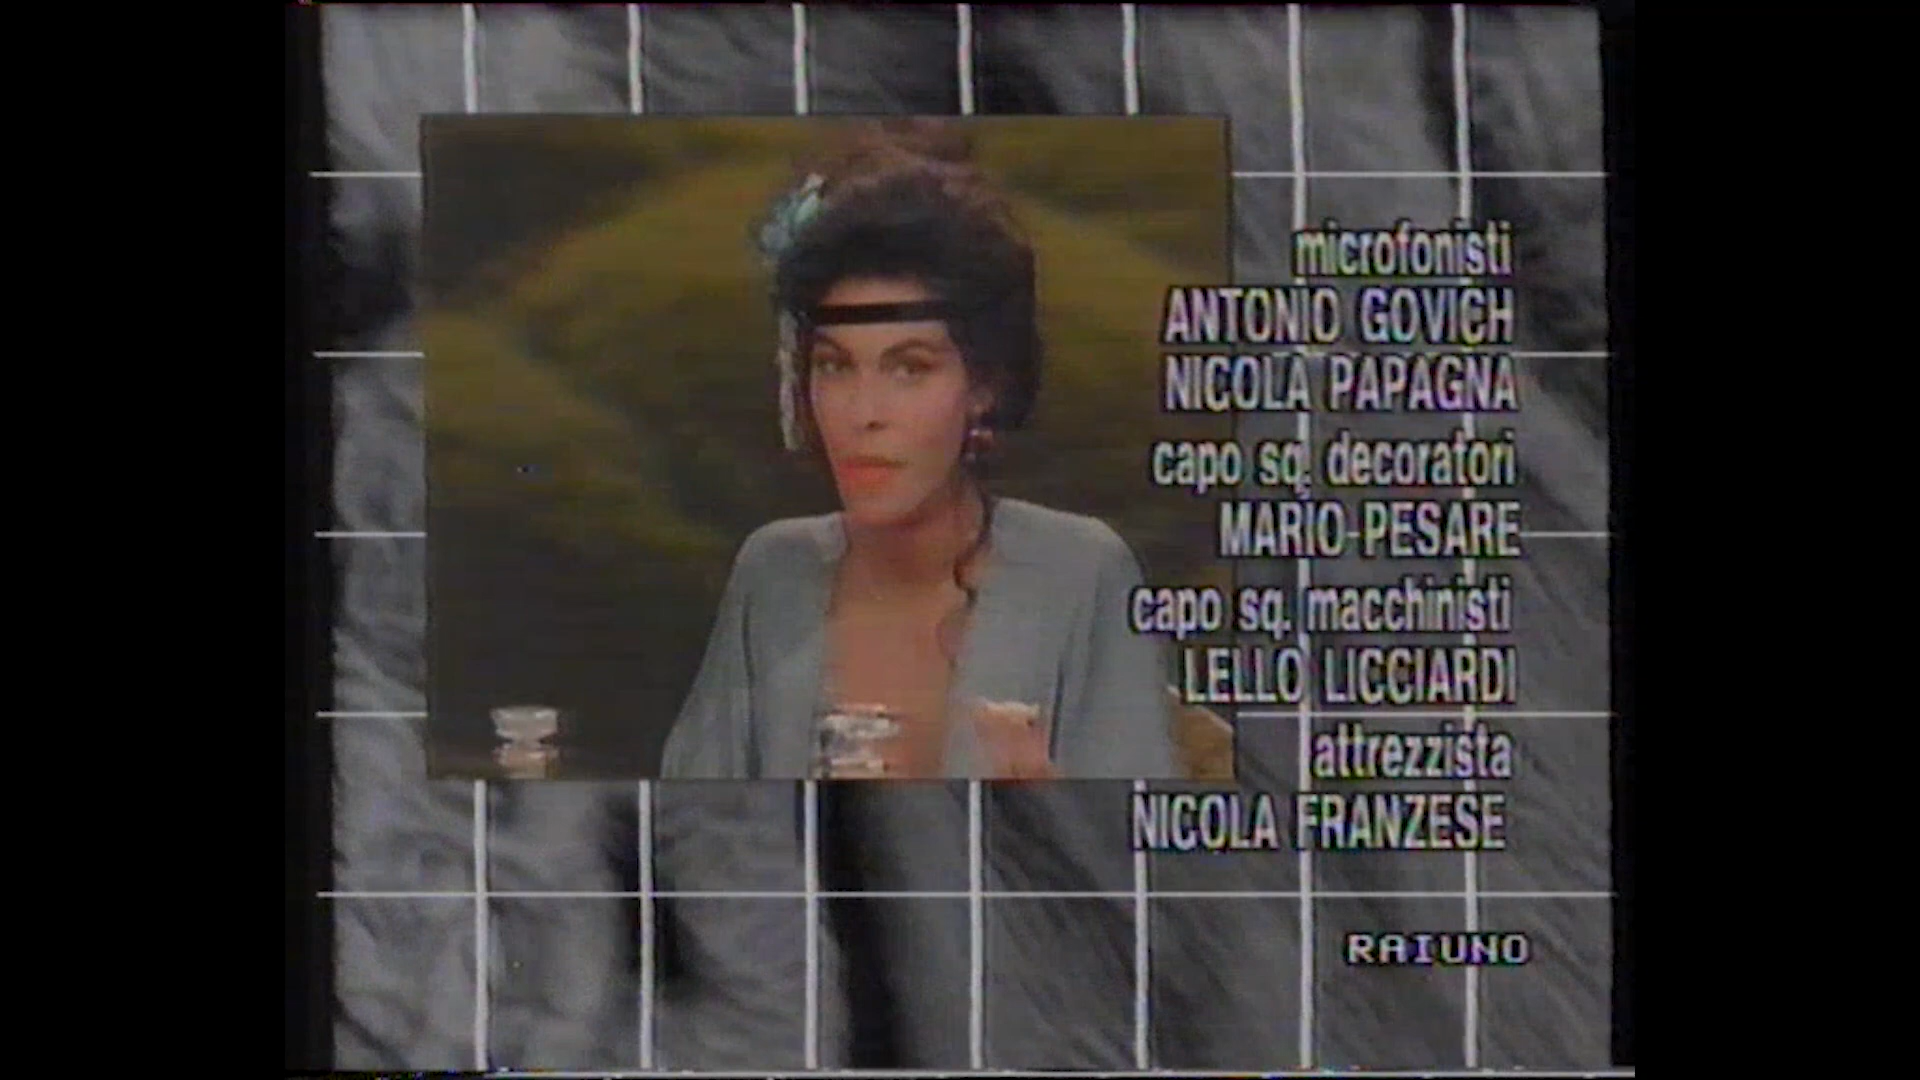 microfonisti
ANTONIO GOVICH
NICOLA PAPAGNA
capo sq. decoratori
MARIO PESARE
capo sq. macchinisti
LELLO LICCIARDI
attrezzista
NICOLA FRANZESE
RAIUNO